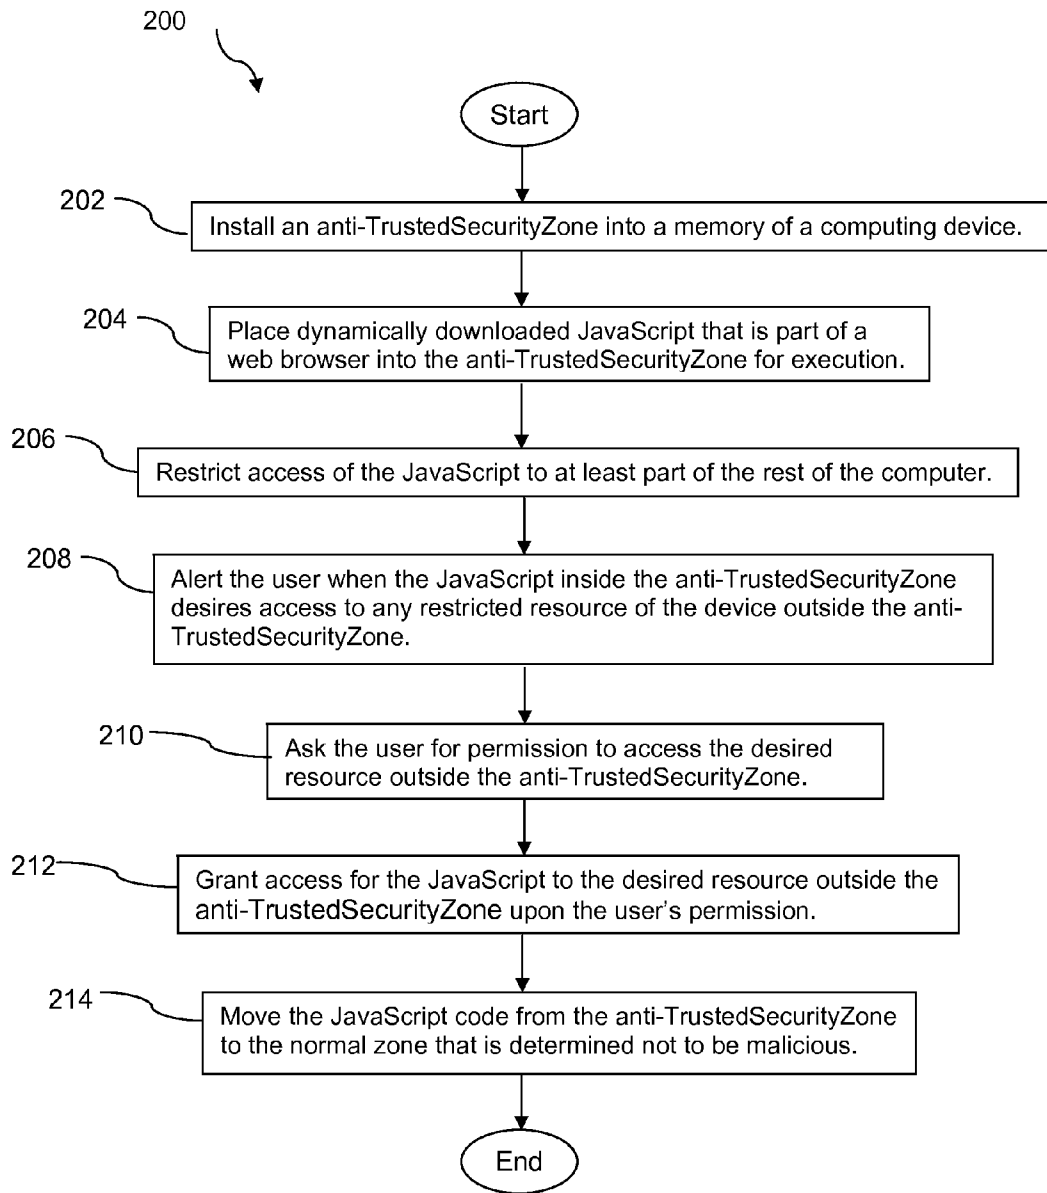 200
Start
202
Install an anti-TrustedSecurityZone into a memory of a computing device.
204
Place dynamically downloaded JavaScript that is part of a
web browser into the anti-TrustedSecurityZone for execution.
206
Restrict access of the JavaScript to at least part of the rest of the computer.
208
Alert the user when the JavaScript inside the anti-TrustedSecurityZone
desires access to any restricted resource of the device outside the anti-
TrustedSecurityZone.
210
Ask the user for permission to access the desired
resource outside the anti-TrustedSecurityZone.
212
Grant access for the JavaScript to the desired resource outside the
anti-TrustedSecurityZone upon the user's permission.
214
Move the JavaScript code from the anti-TrustedSecurityZone
to the normal zone that is determined not to be malicious.
End